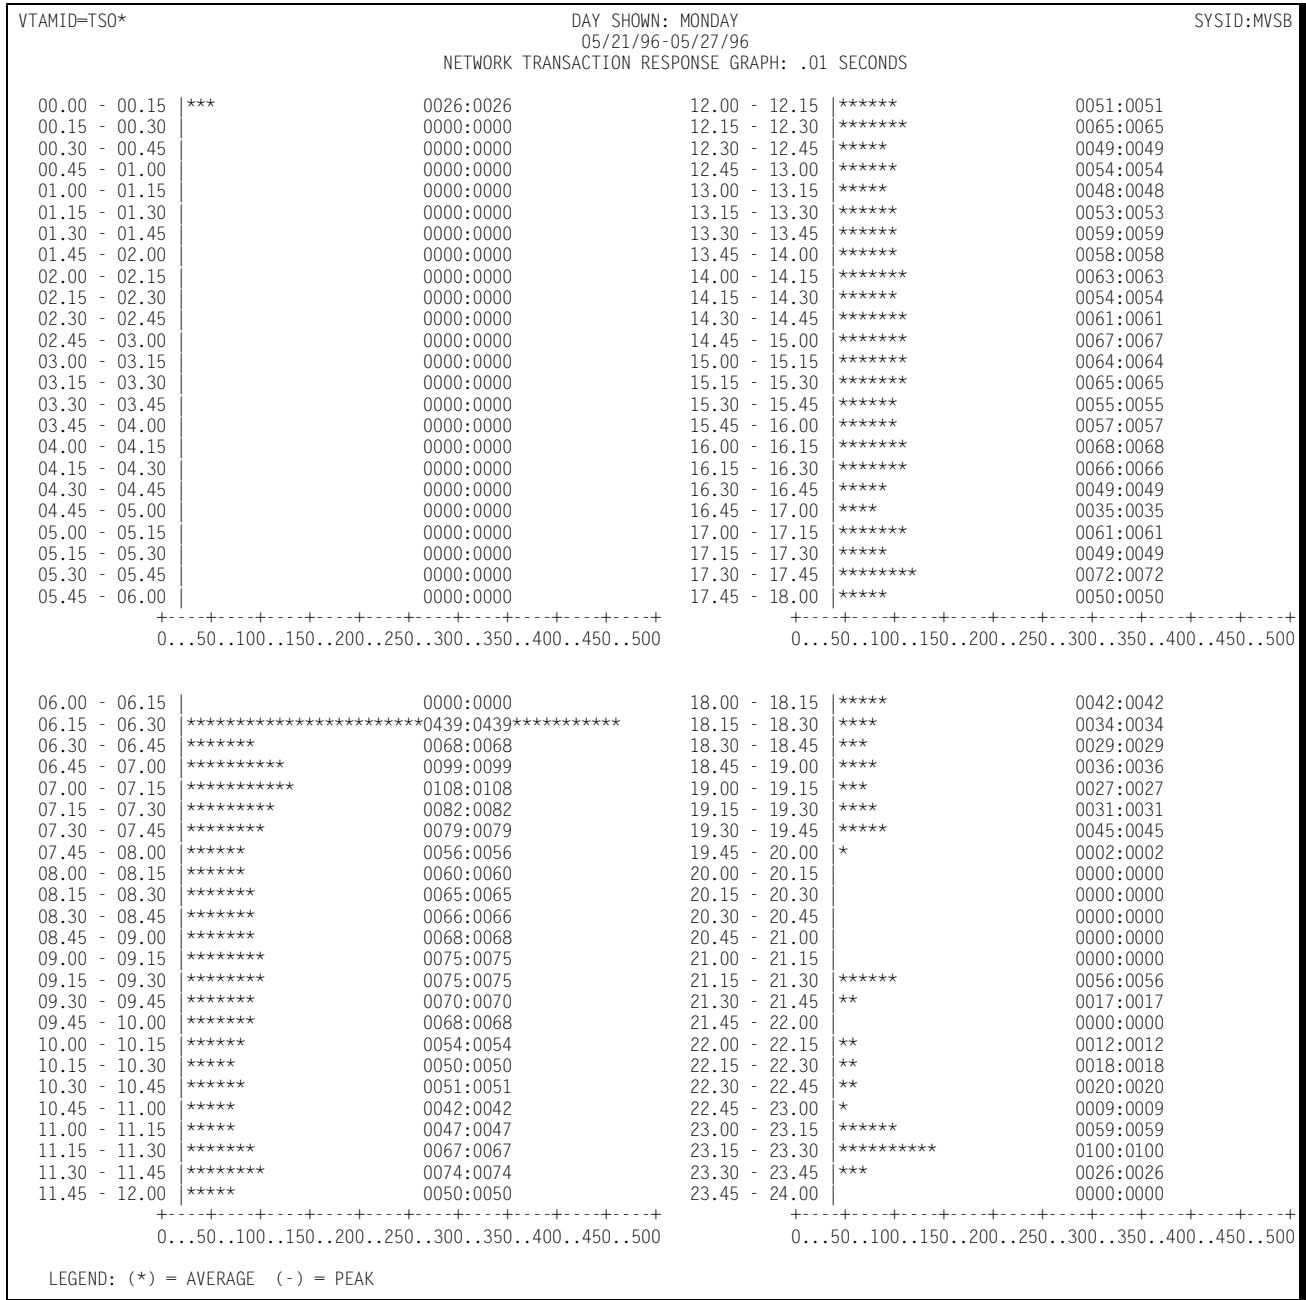 VTAMID=TSO* DAY SHOWN: MONDAY SYSID:MVSB
05/21/96-05/27/96
NETWORK TRANSACTION RESPONSE GRAPH: .01 SECONDS
00.00 - 00.15 |*** 0026:0026 12.00 - 12.15 |****** 0051:0051
00.15 - 00.30 | 0000:0000 12.15 - 12.30 |******* 0065:0065
00.30 - 00.45 | 0000:0000 12.30 - 12.45 |***** 0049:0049
00.45 - 01.00 | 0000:0000 12.45 - 13.00 |****** 0054:0054
01.00 - 01.15 | 0000:0000 13.00 - 13.15 |***** 0048:0048
01.15 - 01.30 | 0000:0000 13.15 - 13.30 |****** 0053:0053
01.30 - 01.45 | 0000:0000 13.30 - 13.45 |****** 0059:0059
01.45 - 02.00 | 0000:0000 13.45 - 14.00 |****** 0058:0058
02.00 - 02.15 | 0000:0000 14.00 - 14.15 |******* 0063:0063
02.15 - 02.30 | 0000:0000 14.15 - 14.30 |****** 0054:0054
02.30 - 02.45 | 0000:0000 14.30 - 14.45 |******* 0061:0061
02.45 - 03.00 | 0000:0000 14.45 - 15.00 |******* 0067:0067
03.00 - 03.15 | 0000:0000 15.00 - 15.15 |******* 0064:0064
03.15 - 03.30 | 0000:0000 15.15 - 15.30 |******* 0065:0065
03.30 - 03.45 | 0000:0000 15.30 - 15.45 |****** 0055:0055
03.45 - 04.00 | 0000:0000 15.45 - 16.00 |****** 0057:0057
04.00 - 04.15 | 0000:0000 16.00 - 16.15 |******* 0068:0068
04.15 - 04.30 | 0000:0000 16.15 - 16.30 |******* 0066:0066
04.30 - 04.45 | 0000:0000 16.30 - 16.45 |***** 0049:0049
04.45 - 05.00 | 0000:0000 16.45 - 17.00 |**** 0035:0035
05.00 - 05.15 | 0000:0000 17.00 - 17.15 |******* 0061:0061
05.15 - 05.30 | 0000:0000 17.15 - 17.30 |***** 0049:0049
05.30 - 05.45 | 0000:0000 17.30 - 17.45 |******** 0072:0072
05.45 - 06.00 | 0000:0000 17.45 - 18.00 |***** 0050:0050
+----+----+----+----+----+----+----+----+----+----+ +----+----+----+----+----+----+----+----+----+----+
0...50..100..150..200..250..300..350..400..450..500 0...50..100..150..200..250..300..350..400..450..500
06.00 - 06.15 | 0000:0000 18.00 - 18.15 |***** 0042:0042
06.15 - 06.30 |************************0439:0439*********** 18.15 - 18.30 |**** 0034:0034
06.30 - 06.45 |******* 0068:0068 18.30 - 18.45 |*** 0029:0029
06.45 - 07.00 |********** 0099:0099 18.45 - 19.00 |**** 0036:0036
07.00 - 07.15 |*********** 0108:0108 19.00 - 19.15 |*** 0027:0027
07.15 - 07.30 |********* 0082:0082 19.15 - 19.30 |**** 0031:0031
07.30 - 07.45 |******** 0079:0079 19.30 - 19.45 |***** 0045:0045
07.45 - 08.00 |****** 0056:0056 19.45 - 20.00 |* 0002:0002
08.00 - 08.15 |****** 0060:0060 20.00 - 20.15 | 0000:0000
08.15 - 08.30 |******* 0065:0065 20.15 - 20.30 | 0000:0000
08.30 - 08.45 |******* 0066:0066 20.30 - 20.45 | 0000:0000
08.45 - 09.00 |******* 0068:0068 20.45 - 21.00 | 0000:0000
09.00 - 09.15 |******** 0075:0075 21.00 - 21.15 | 0000:0000
09.15 - 09.30 |******** 0075:0075 21.15 - 21.30 |****** 0056:0056
09.30 - 09.45 |******* 0070:0070 21.30 - 21.45 |** 0017:0017
09.45 - 10.00 |******* 0068:0068 21.45 - 22.00 | 0000:0000
10.00 - 10.15 |****** 0054:0054 22.00 - 22.15 |** 0012:0012
10.15 - 10.30 |***** 0050:0050 22.15 - 22.30 |** 0018:0018
10.30 - 10.45 |****** 0051:0051 22.30 - 22.45 |** 0020:0020
10.45 - 11.00 |***** 0042:0042 22.45 - 23.00 |* 0009:0009
11.00 - 11.15 |***** 0047:0047 23.00 - 23.15 |****** 0059:0059
11.15 - 11.30 |******* 0067:0067 23.15 - 23.30 |********** 0100:0100
11.30 - 11.45 |******** 0074:0074 23.30 - 23.45 |*** 0026:0026
11.45 - 12.00 |***** 0050:0050 23.45 - 24.00 | 0000:0000
+----+----+----+----+----+----+----+----+----+----+ +----+----+----+----+----+----+----+----+----+----+
0...50..100..150..200..250..300..350..400..450..500 0...50..100..150..200..250..300..350..400..450..500
LEGEND: (*) = AVERAGE (-) = PEAK